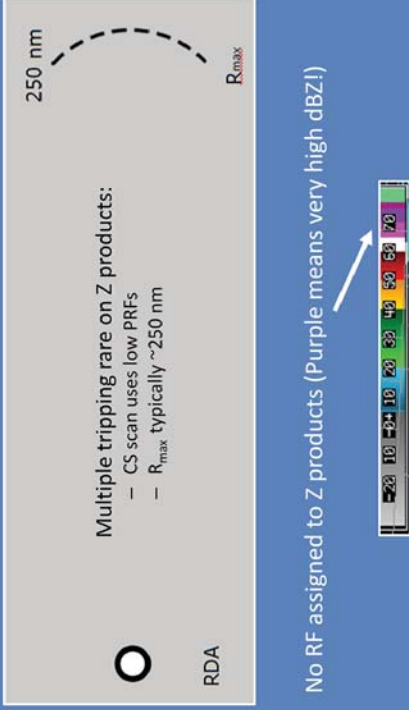 250 nm
Multiple tripping rare on Z products:
– CS scan uses low PRFs
– Rmax typically ~250 nm
RDA
Rmax
No RF assigned to Z products (Purple means very high dBZ!)
-20 10 -0+ 10 20 30 40 50 60 70